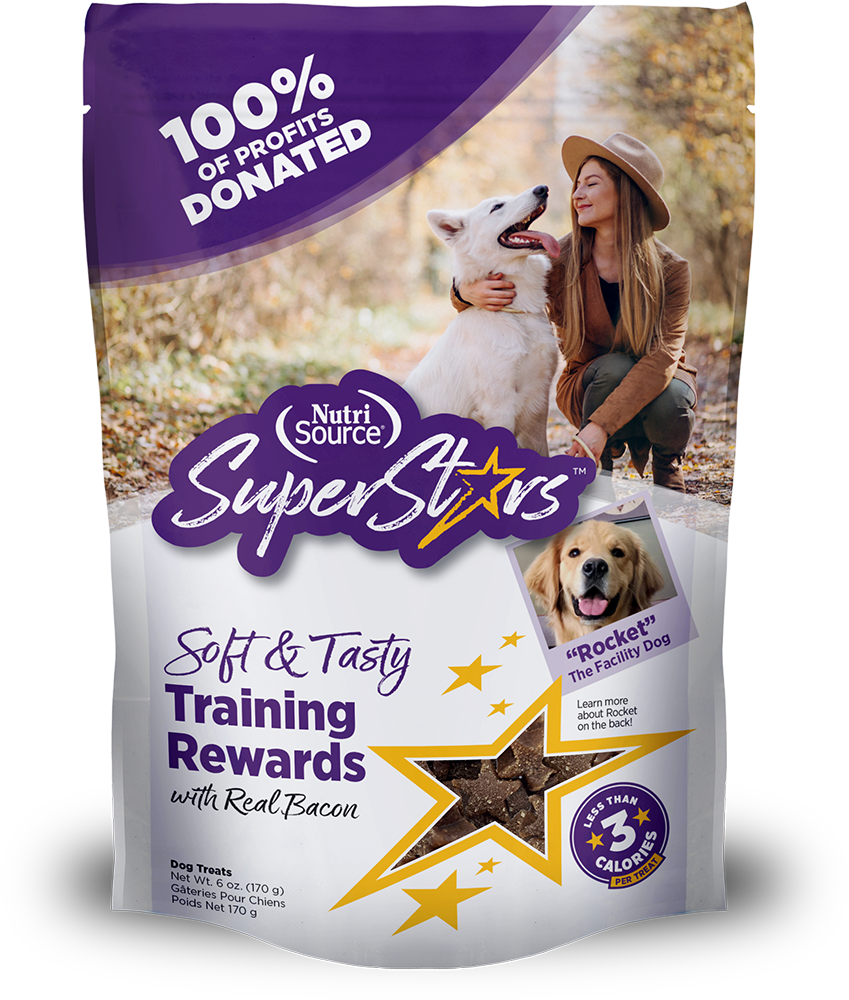 100%
OF PROFITS
DONATED
Nutri
Source®
SuperStars™
"Rocket"
The Facility Dog
Soft & Tasty
Training
Rewards
with Real Bacon
Learn more
about Rocket
on the back!
LESS THAN
3
CALORIES
PER TREAT
Dog Treats
Net Wt. 6 oz. (170 g)
Gâteries Pour Chiens
Poids Net 170 g